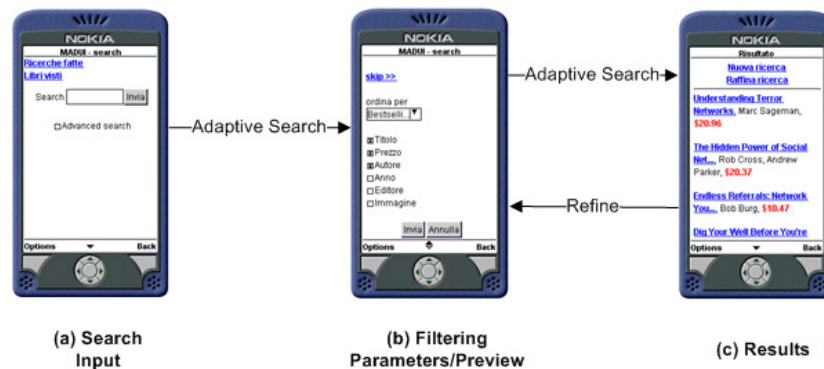 NOKIA
MADUI - search
Ricerche fatte
Libri visti
Search Invia
Advanced search
Options Back
(a) Search
Input
Adaptive Search
NOKIA
MADUI - search
skip >>
ordina per
Bestselli...
Titolo
Prezzo
Autore
Anno
Editore
Immagine
Invia Annulla
Options Back
(b) Filtering
Parameters/Preview
Adaptive Search
Refine
NOKIA
Risultato
Nuova ricerca
Raffina ricerca
Understanding Terror
Networks, Marc Sageman,
$20.96
The Hidden Power of Social
Net..., Rob Cross, Andrew
Parker, $20.37
Endless Referrals: Network
You..., Bob Burg, $10.47
Dig Your Well Before You're
Options Back
(c) Results